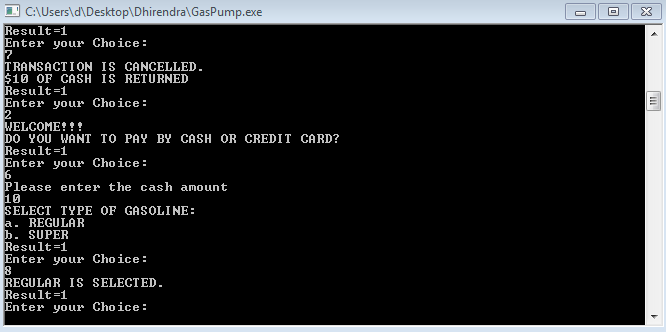 C:\Users\d\Desktop\Dhirendra\GasPump.exe
Result=1
Enter your Choice:
7
TRANSACTION IS CANCELLED.
$10 OF CASH IS RETURNED
Result=1
Enter your Choice:
2
WELCOME!!!
DO YOU WANT TO PAY BY CASH OR CREDIT CARD?
Result=1
Enter your Choice:
6
Please enter the cash amount
10
SELECT TYPE OF GASOLINE:
a. REGULAR
b. SUPER
Result=1
Enter your Choice:
8
REGULAR IS SELECTED.
Result=1
Enter your Choice: